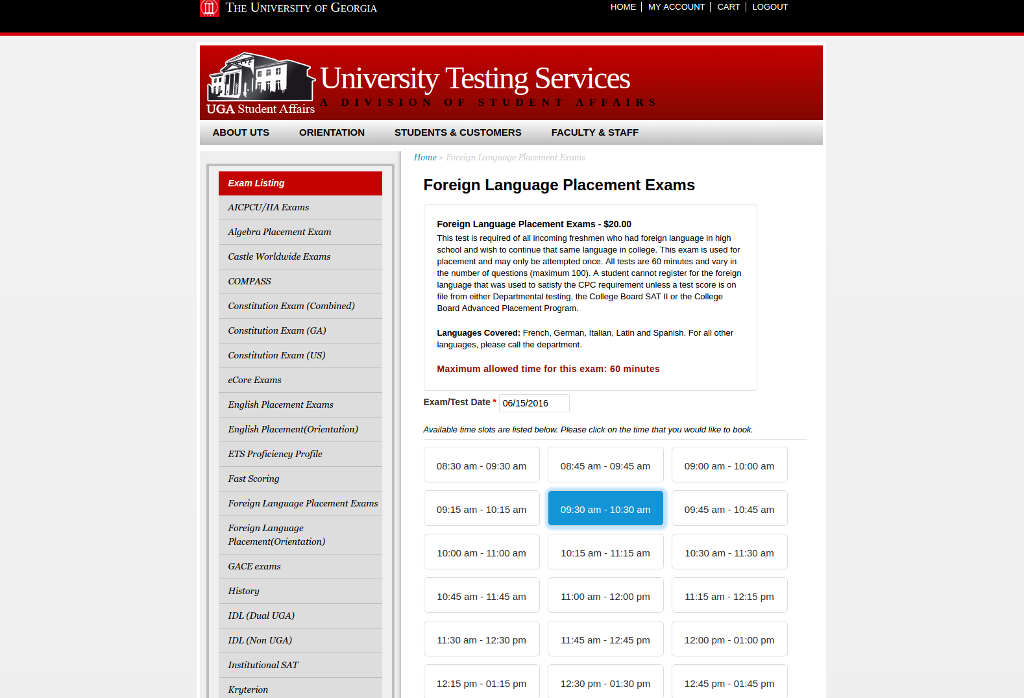 THE UNIVERSITY OF GEORGIA
HOME | MY ACCOUNT | CART | LOGOUT
University Testing Services
UGA Student Affairs
A DIVISION OF STUDENT AFFAIRS
ABOUT UTS ORIENTATION STUDENTS & CUSTOMERS FACULTY & STAFF
Exam Listing
AICPCU/IIA Exams
Algebra Placement Exam
Castle Worldwide Exams
COMPASS
Constitution Exam (Combined)
Constitution Exam (GA)
Constitution Exam (US)
eCore Exams
English Placement Exams
English Placement(Orientation)
ETS Proficiency Profile
Fast Scoring
Foreign Language Placement Exams
Foreign Language
Placement(Orientation)
GACE exams
History
IDL (Dual UGA)
IDL (Non UGA)
Institutional SAT
Kryterion
Home » Foreign Language Placement Exams
Foreign Language Placement Exams
Foreign Language Placement Exams - $20.00
This test is required of all incoming freshmen who had foreign language in high
school and wish to continue that same language in college. This exam is used for
placement and may only be attempted once. All tests are 60 minutes and vary in
the number of questions (maximum 100). A student cannot register for the foreign
language that was used to satisfy the CPC requirement unless a test score is on
file from either Departmental testing, the College Board SAT II or the College
Board Advanced Placement Program.
Languages Covered: French, German, Italian, Latin and Spanish. For all other
languages, please call the department.
Maximum allowed time for this exam: 60 minutes
Exam/Test Date * 06/15/2016
Available time slots are listed below. Please click on the time that you would like to book.
08:30 am - 09:30 am 08:45 am - 09:45 am 09:00 am - 10:00 am
09:15 am - 10:15 am 09:30 am - 10:30 am 09:45 am - 10:45 am
10:00 am - 11:00 am 10:15 am - 11:15 am 10:30 am - 11:30 am
10:45 am - 11:45 am 11:00 am - 12:00 pm 11:15 am - 12:15 pm
11:30 am - 12:30 pm 11:45 am - 12:45 pm 12:00 pm - 01:00 pm
12:15 pm - 01:15 pm 12:30 pm - 01:30 pm 12:45 pm - 01:45 pm